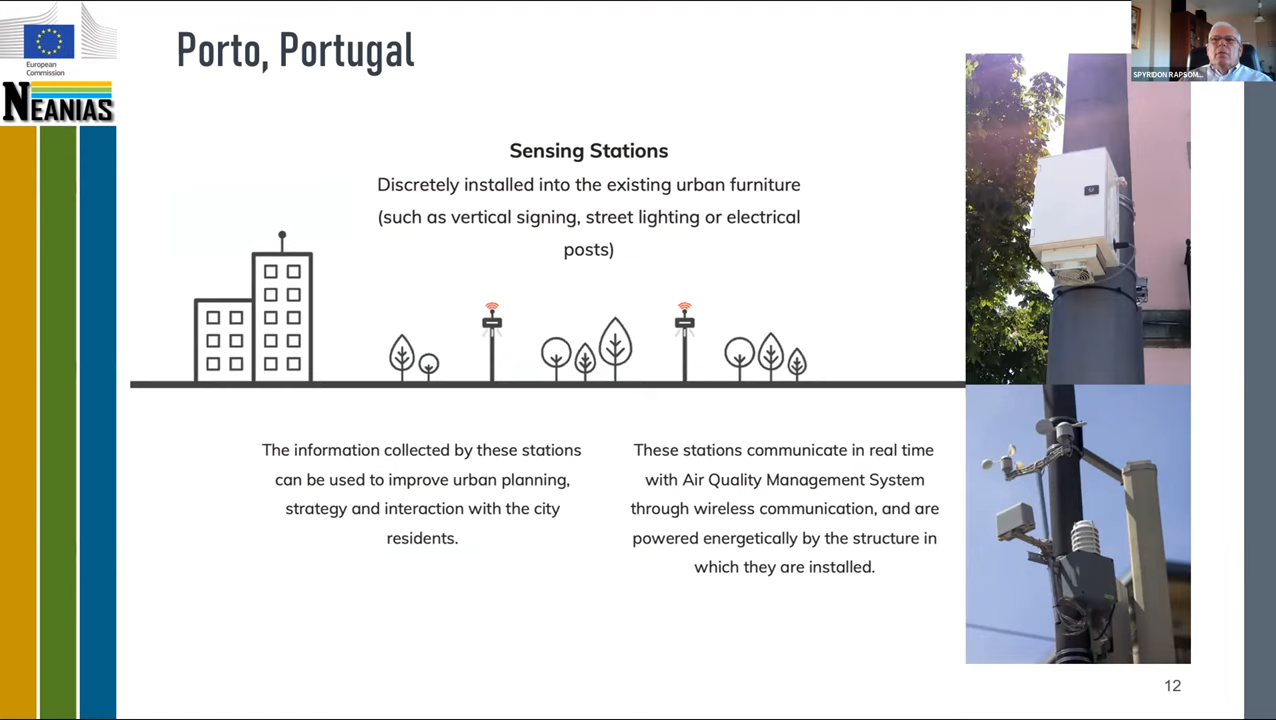 European
Commission
NEANIAS
Porto, Portugal
SPYRIDON RAPSOM...
Sensing Stations
Discretely installed into the existing urban furniture
(such as vertical signing, street lighting or electrical
posts)
The information collected by these stations
can be used to improve urban planning,
strategy and interaction with the city
residents.
These stations communicate in real time
with Air Quality Management System
through wireless communication, and are
powered energetically by the structure in
which they are installed.
12